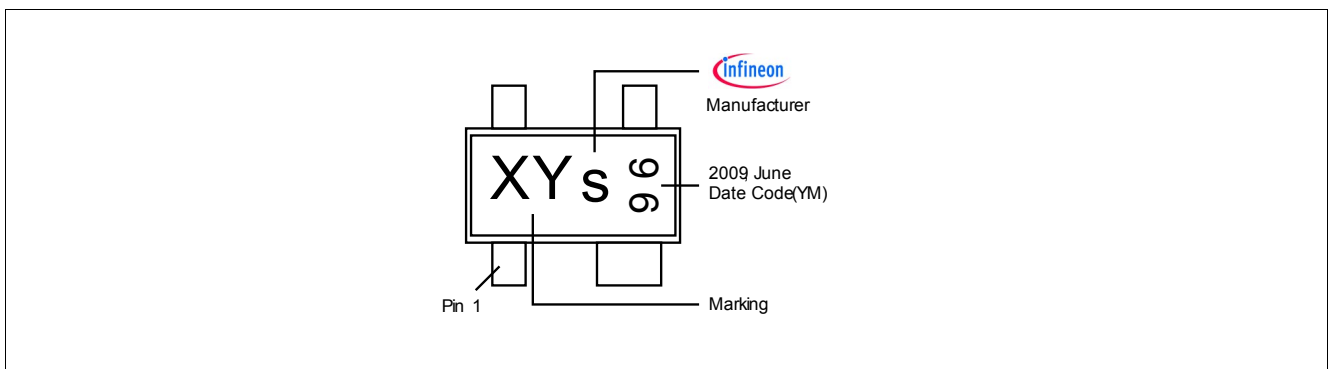 infineon
Manufacturer
XYs
96
2009, June
Date Code(YM)
Pin 1
Marking